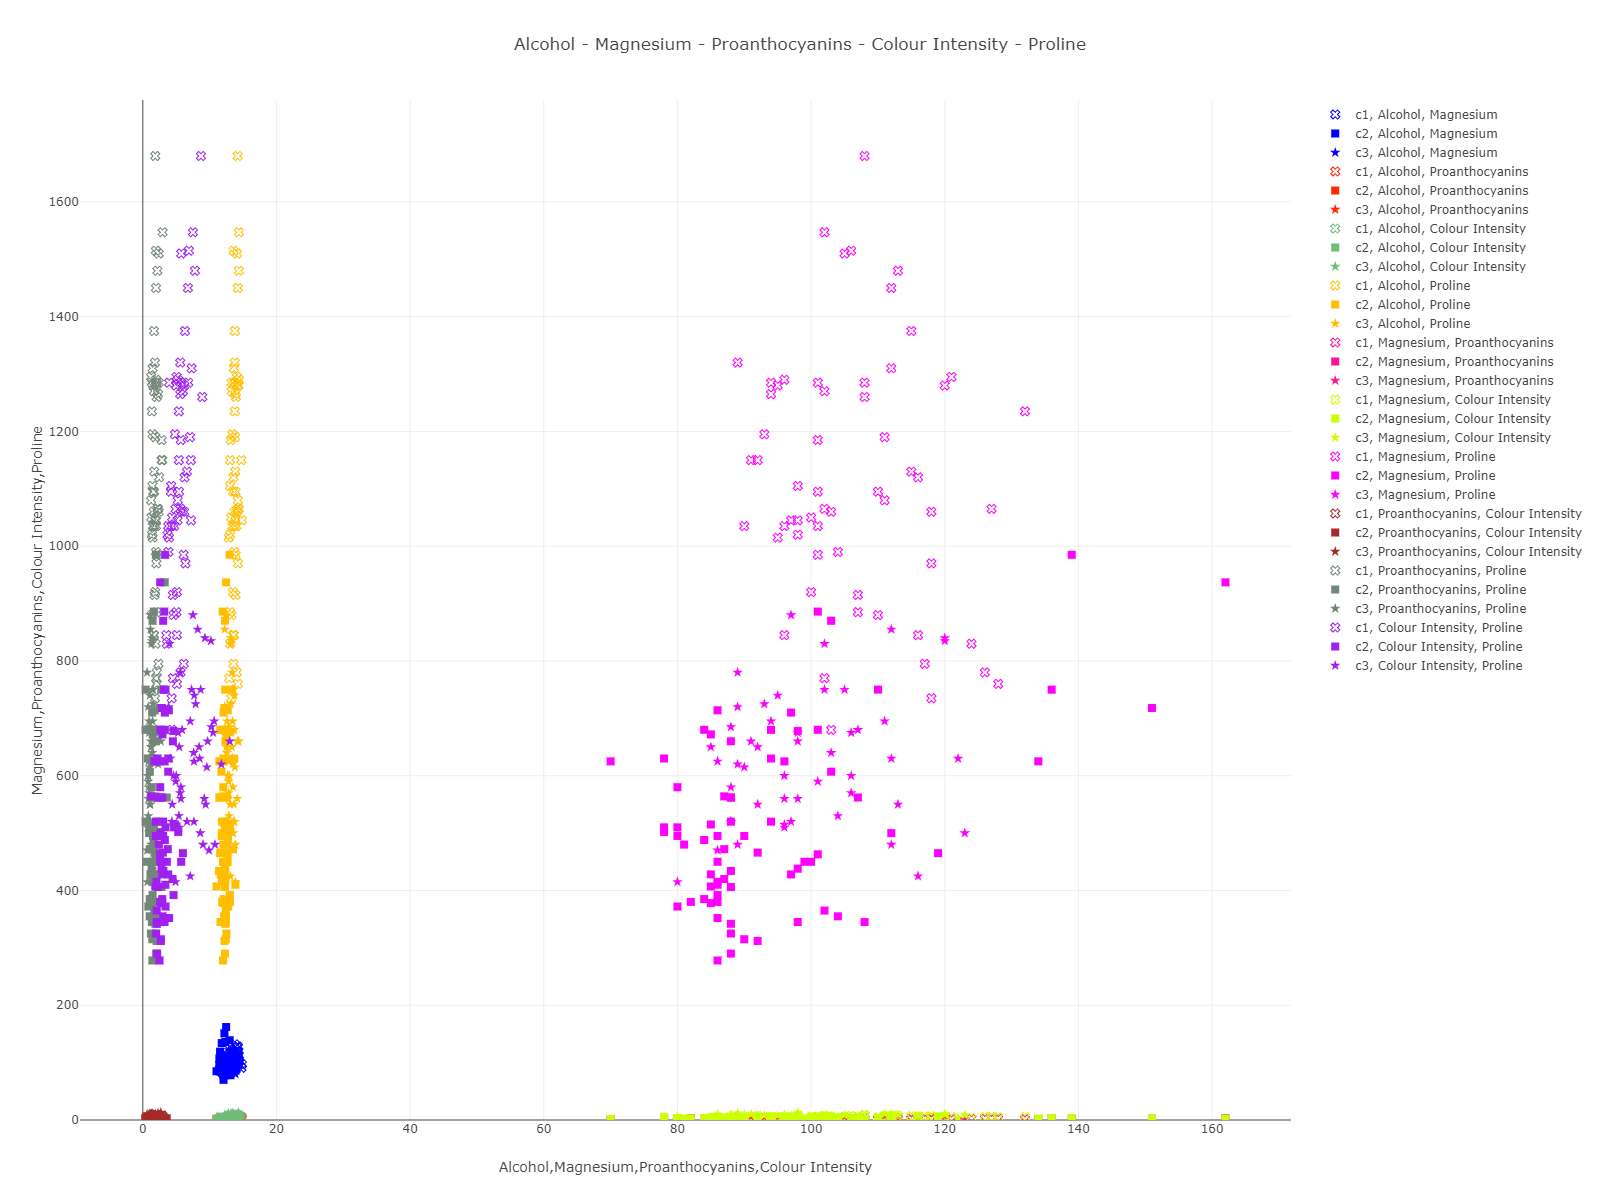 Alcohol - Magnesium - Proanthocyanins - Colour Intensity - Proline
c1, Alcohol, Magnesium
c2, Alcohol, Magnesium
c3, Alcohol, Magnesium
c1, Alcohol, Proanthocyanins
c2, Alcohol, Proanthocyanins
c3, Alcohol, Proanthocyanins
c1, Alcohol, Colour Intensity
c2, Alcohol, Colour Intensity
c3, Alcohol, Colour Intensity
c1, Alcohol, Proline
c2, Alcohol, Proline
c3, Alcohol, Proline
c1, Magnesium, Proanthocyanins
c2, Magnesium, Proanthocyanins
c3, Magnesium, Proanthocyanins
c1, Magnesium, Colour Intensity
c2, Magnesium, Colour Intensity
c3, Magnesium, Colour Intensity
c1, Magnesium, Proline
c2, Magnesium, Proline
c3, Magnesium, Proline
c1, Proanthocyanins, Colour Intensity
c2, Proanthocyanins, Colour Intensity
c3, Proanthocyanins, Colour Intensity
c1, Proanthocyanins, Proline
c2, Proanthocyanins, Proline
c3, Proanthocyanins, Proline
c1, Colour Intensity, Proline
c2, Colour Intensity, Proline
c3, Colour Intensity, Proline
Magnesium,Proanthocyanins,Colour Intensity,Proline
1600
1400
1200
1000
800
600
400
200
0
0 20 40 60 80 100 120 140 160
Alcohol,Magnesium,Proanthocyanins,Colour Intensity